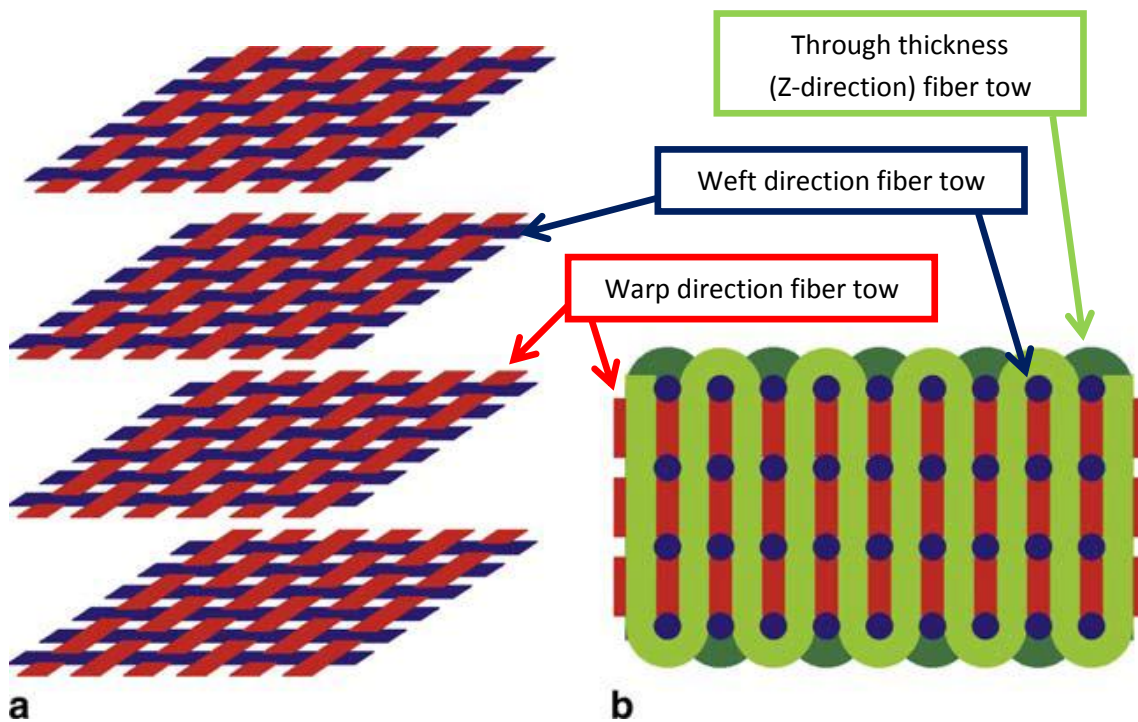 Through thickness
(Z-direction) fiber tow
Weft direction fiber tow
Warp direction fiber tow
a
b